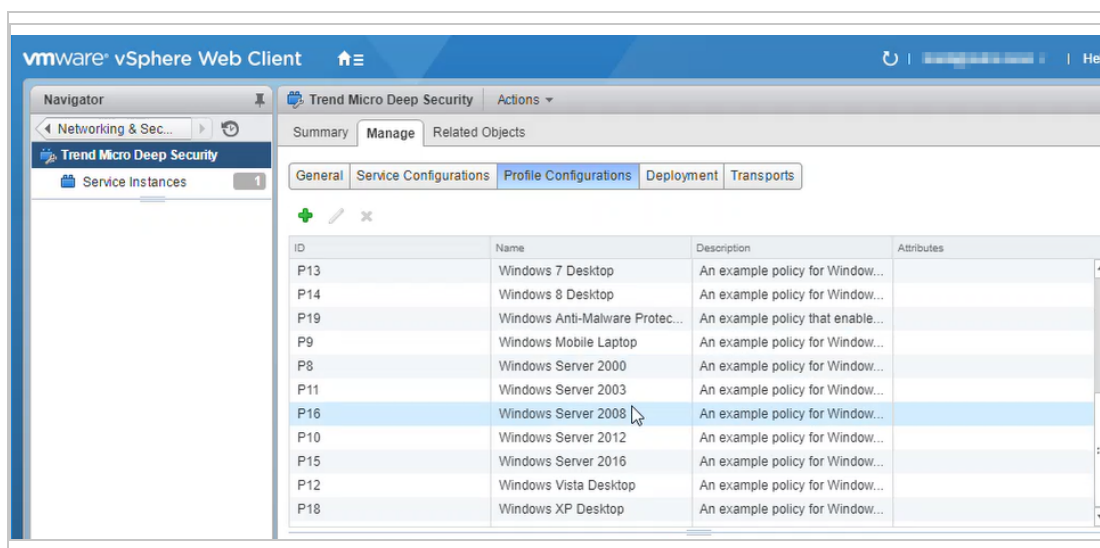 vmware® vSphere Web Client
He
Navigator
Networking & Sec...
Trend Micro Deep Security
Service Instances 1
Trend Micro Deep Security Actions
Summary Manage Related Objects
General Service Configurations Profile Configurations Deployment Transports
ID Name Description Attributes
P13 Windows 7 Desktop An example policy for Window...
P14 Windows 8 Desktop An example policy for Window...
P19 Windows Anti-Malware Protec... An example policy that enable...
P9 Windows Mobile Laptop An example policy for Window...
P8 Windows Server 2000 An example policy for Window...
P11 Windows Server 2003 An example policy for Window...
P16 Windows Server 2008 An example policy for Window...
P10 Windows Server 2012 An example policy for Window...
P15 Windows Server 2016 An example policy for Window...
P12 Windows Vista Desktop An example policy for Window...
P18 Windows XP Desktop An example policy for Window...